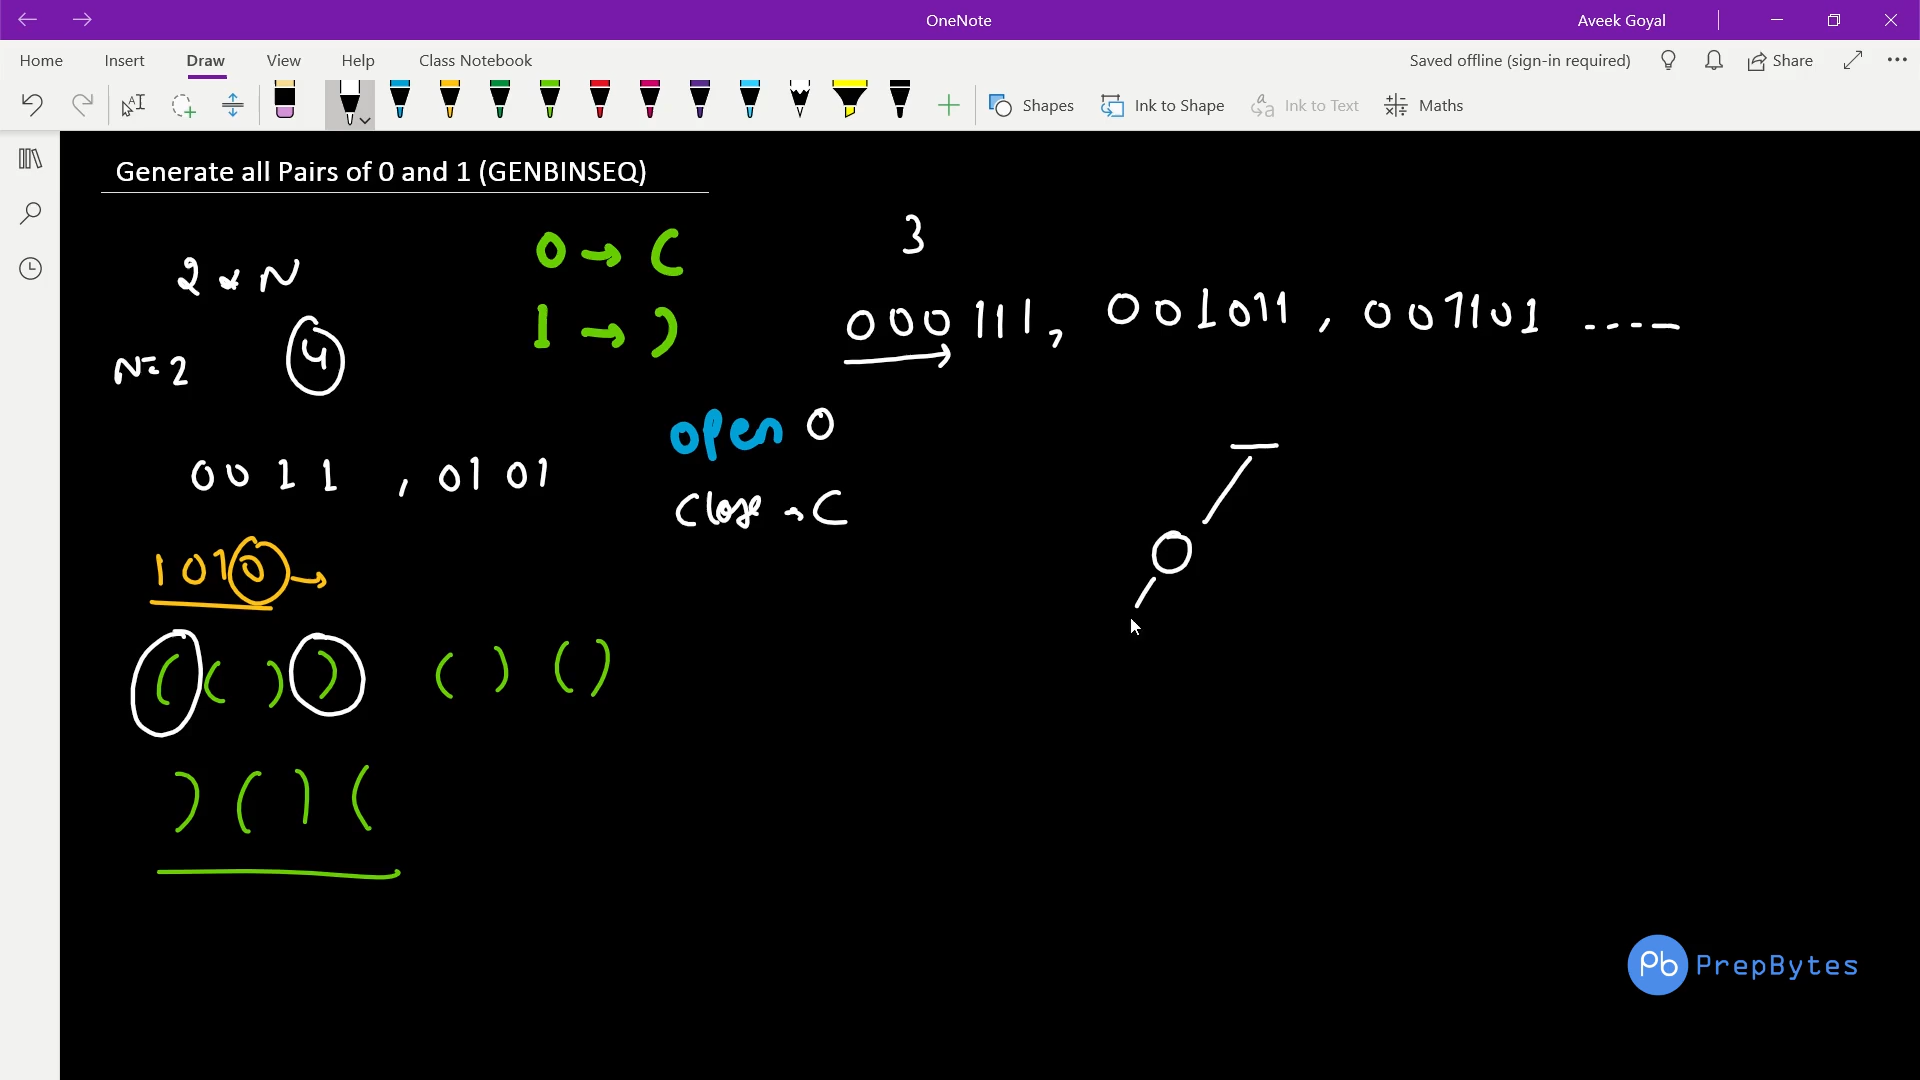 OneNote
Aveek Goyal
Home Insert Draw View Help Class Notebook
Saved offline (sign-in required) Share
Shapes Ink to Shape Ink to Text Maths
Generate all Pairs of 0 and 1 (GENBINSEQ)
3
2 * N
0 → (
1 → )
000111, 001011, 001101 ----
N=2 4
open 0
close → (
0011, 0101
1010 →
(()) ()()
)()(
Pb PrepBytes